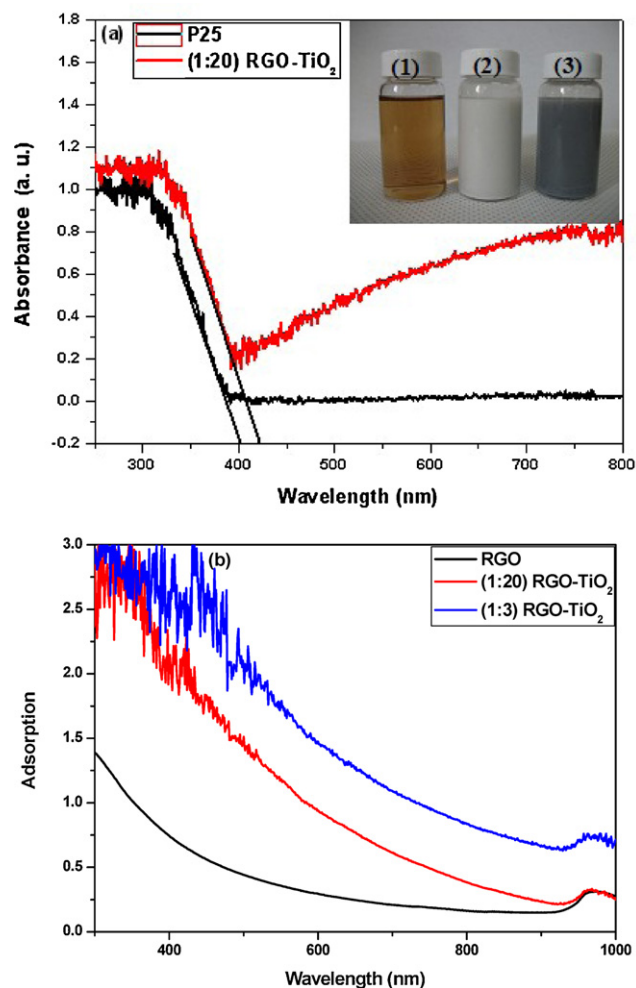 (a)
P25
(1:20) RGO-TiO₂
(1) (2) (3)
1.8
1.6
1.4
1.2
1.0
0.8
0.6
0.4
0.2
0.0
-0.2
Absorbance (a. u.)
300 400 500 600 700 800
Wavelength (nm)
(b)
RGO
(1:20) RGO-TiO₂
(1:3) RGO-TiO₂
3.0
2.5
2.0
1.5
1.0
0.5
0.0
Adsorption
400 600 800 1000
Wavelength (nm)